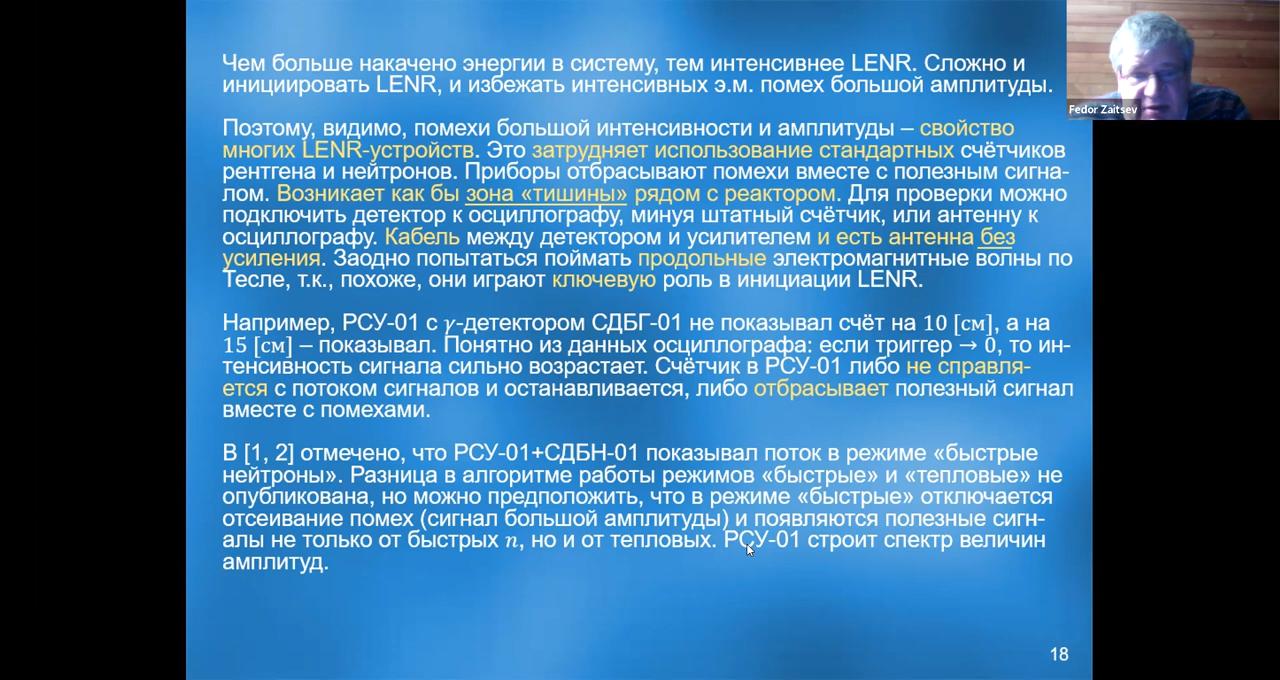 Чем больше накачено энергии в систему, тем интенсивнее LENR. Сложно и
инициировать LENR, и избежать интенсивных э.м. помех большой амплитуды.
Fedor Zaitsev
Поэтому, видимо, помехи большой интенсивности и амплитуды – свойство
многих LENR-устройств. Это затрудняет использование стандартных счётчиков
рентгена и нейтронов. Приборы отбрасывают помехи вместе с полезным сигна-
лом. Возникает как бы зона «тишины» рядом с реактором. Для проверки можно
подключить детектор к осциллографу, минуя штатный счётчик, или антенну к
осциллографу. Кабель между детектором и усилителем и есть антенна без
усиления. Заодно попытаться поймать продольные электромагнитные волны по
Тесле, т.к., похоже, они играют ключевую роль в инициации LENR.
Например, РСУ-01 с γ-детектором СДБГ-01 не показывал счёт на 10 [см], а на
15 [см] – показывал. Понятно из данных осциллографа: если триггер → 0, то ин-
тенсивность сигнала сильно возрастает. Счётчик в РСУ-01 либо не справля-
ется с потоком сигналов и останавливается, либо отбрасывает полезный сигнал
вместе с помехами.
В [1, 2] отмечено, что РСУ-01+СДБН-01 показывал поток в режиме «быстрые
нейтроны». Разница в алгоритме работы режимов «быстрые» и «тепловые» не
опубликована, но можно предположить, что в режиме «быстрые» отключается
отсеивание помех (сигнал большой амплитуды) и появляются полезные сигн-
алы не только от быстрых n, но и от тепловых. РСУ-01 строит спектр величин
амплитуд.
18